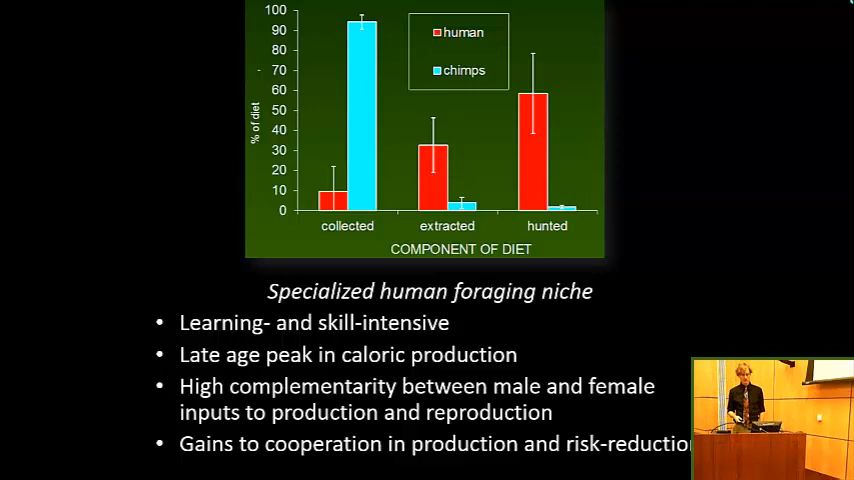 100
90
80
70
60
50
40
30
20
10
0
% of diet
human
chimps
collected extracted hunted
COMPONENT OF DIET
Specialized human foraging niche
• Learning- and skill-intensive
• Late age peak in caloric production
• High complementarity between male and female
inputs to production and reproduction
• Gains to cooperation in production and risk-reduction